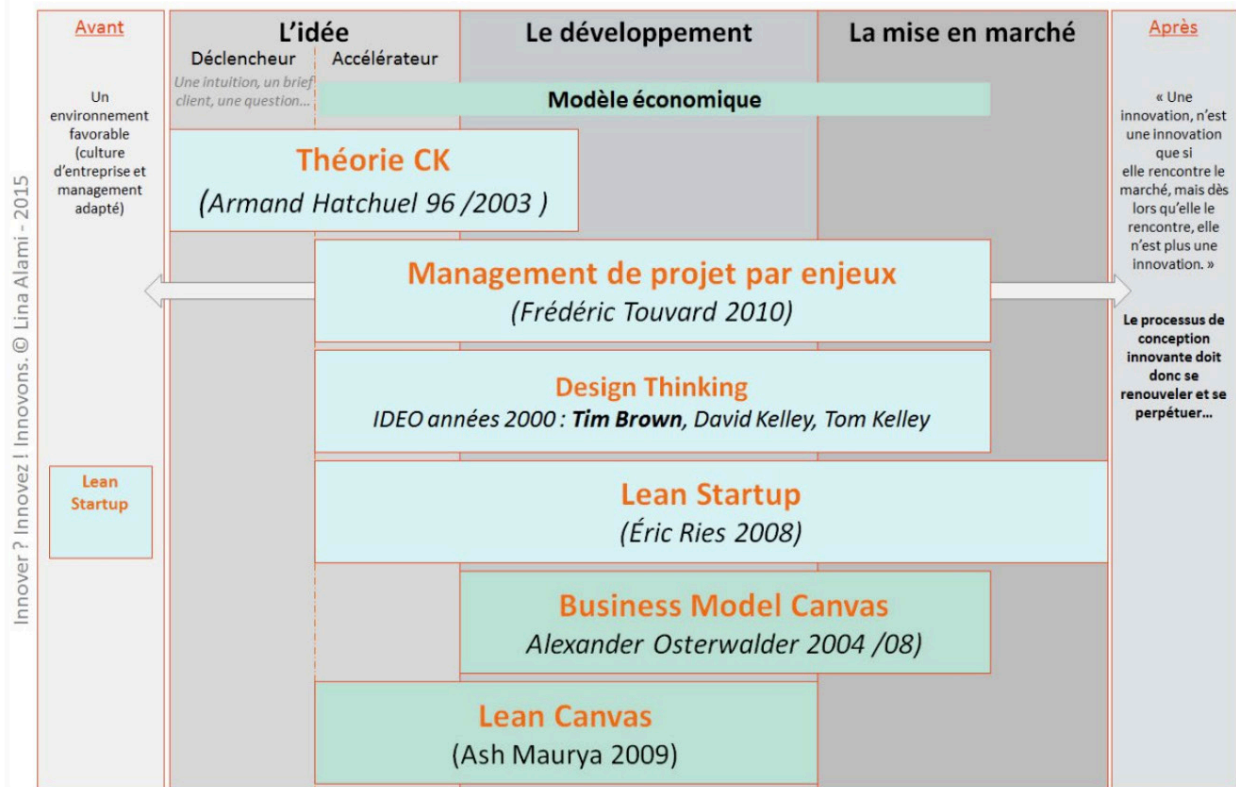 Avant
Un
environnement
favorable
(culture
d'entreprise et
management
adapté)
Lean
Startup
L'idée
Déclencheur
Accélérateur
Une intuition, un brief
client, une question...
Le développement
La mise en marché
Modèle économique
Théorie CK
(Armand Hatchuel 96 /2003 )
Management de projet par enjeux
(Frédéric Touvard 2010)
Design Thinking
IDEO années 2000 : Tim Brown, David Kelley, Tom Kelley
Lean Startup
(Éric Ries 2008)
Business Model Canvas
Alexander Osterwalder 2004 /08)
Lean Canvas
(Ash Maurya 2009)
Après
« Une
innovation, n'est
une innovation
que si
elle rencontre le
marché, mais dès
lors qu'elle le
rencontre, elle
n'est plus une
innovation. »
Le processus de
conception
innovante doit
donc se
renouveler et se
perpétuer...
Innover ? Innovez ! Innovons. © Lina Alami - 2015